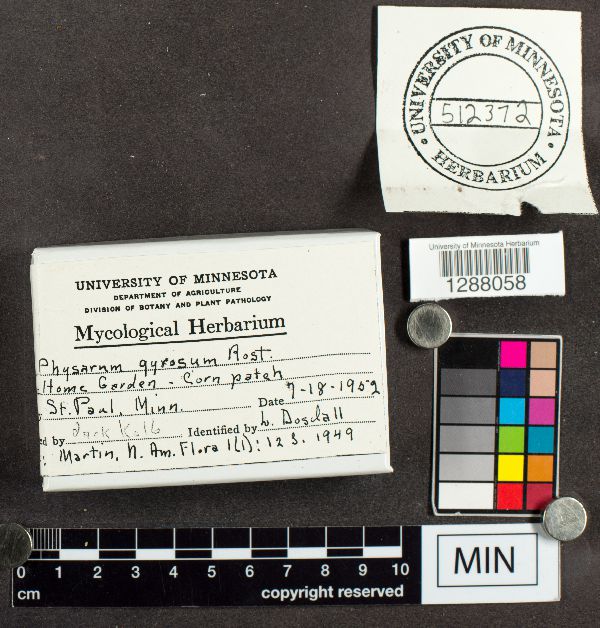 UNIVERSITY OF MINNESOTA
512372
HERBARIUM
University of Minnesota Herbarium
1288058
UNIVERSITY OF MINNESOTA
DEPARTMENT OF AGRICULTURE
DIVISION OF BOTANY AND PLANT PATHOLOGY
Mycological Herbarium
Physarum gyrosum Rost.
Home Garden - Corn patch
St. Paul, Minn. Date 7-18-1952
d by Identified by L. Dosdall
: Martin, N. Am. Flora 1(1): 123. 1949
0 1 2 3 4 5 6 7 8 9 10
cm copyright reserved
MIN